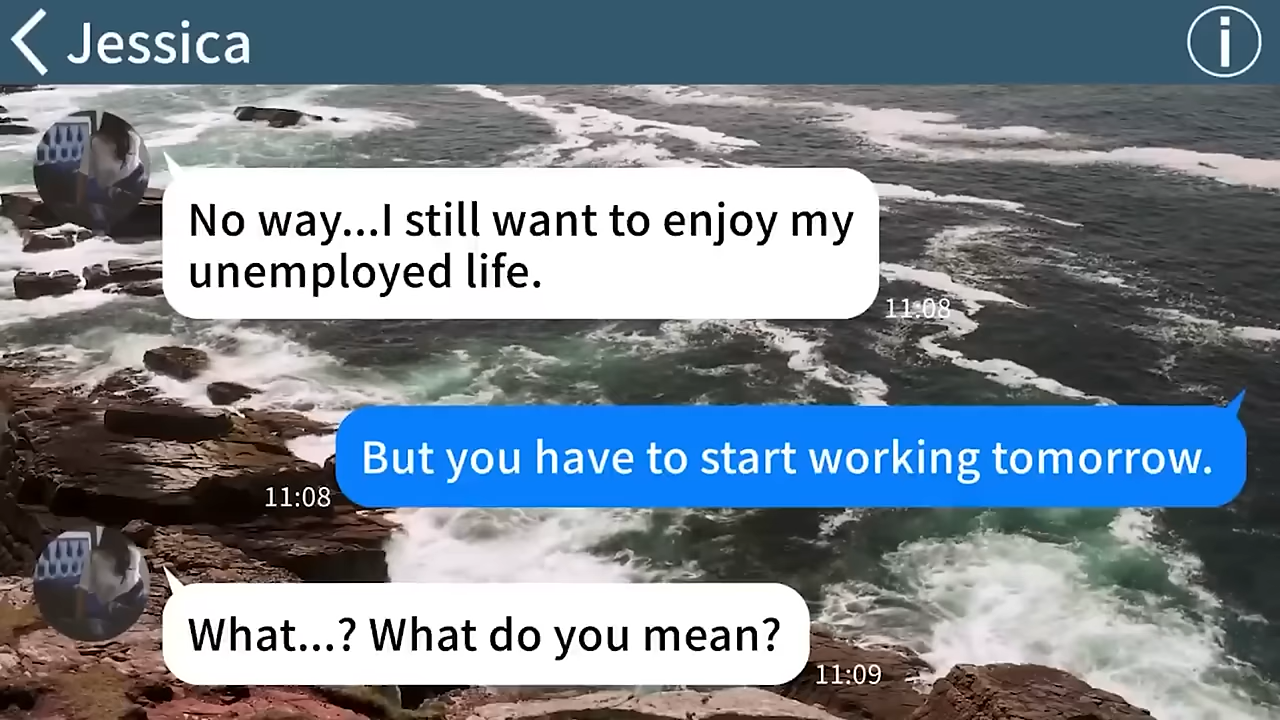 Jessica
No way...I still want to enjoy my
unemployed life.
11:08
But you have to start working tomorrow.
11:08
What...? What do you mean?
11:09